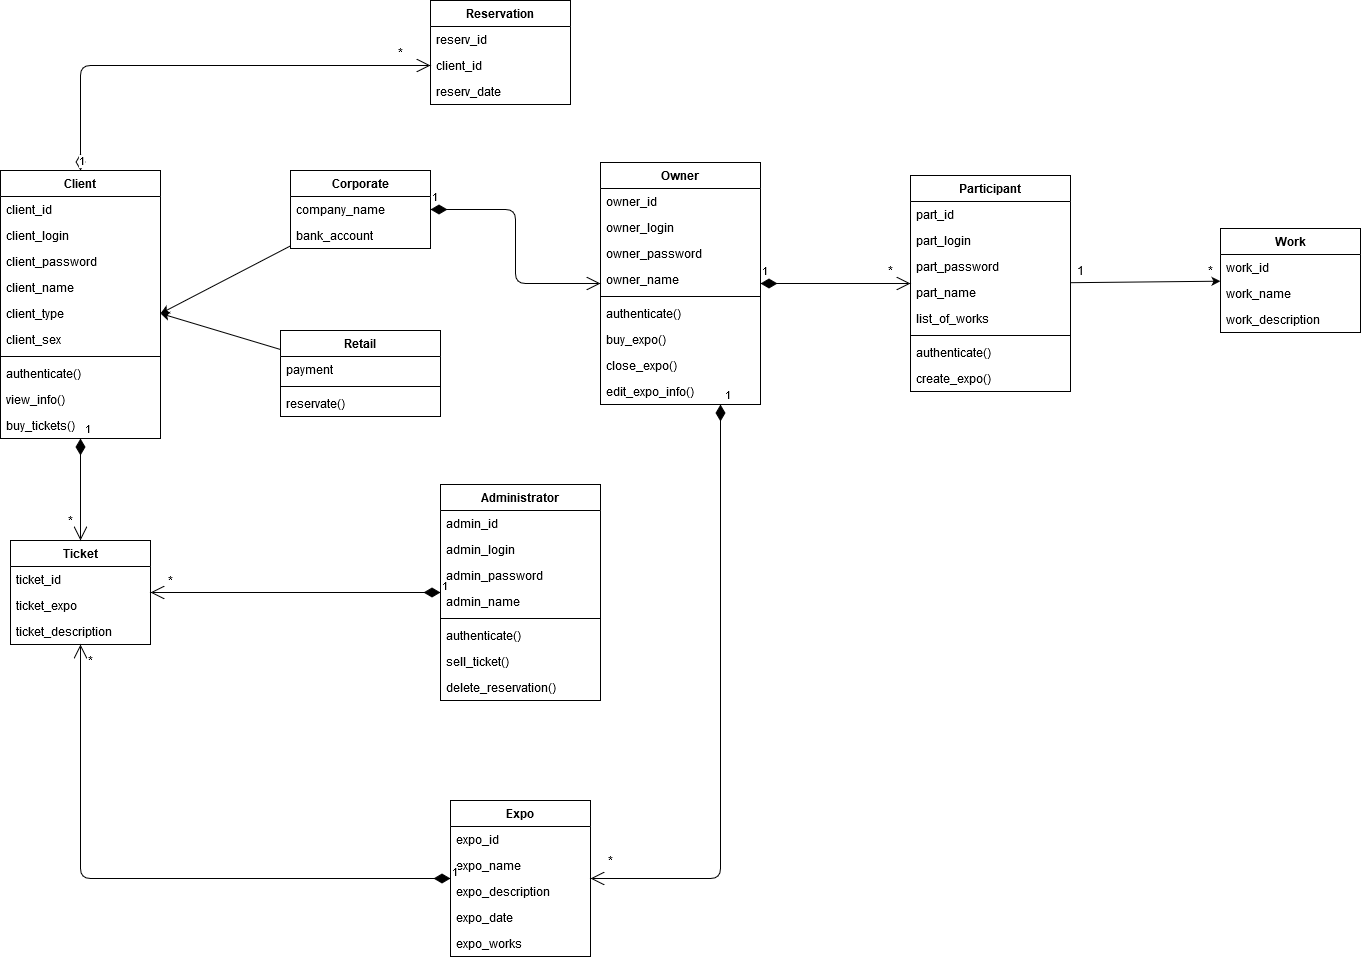 Reservation
reserv_id
client_id
reserv_date
*
1
Client
client_id
client_login
client_password
client_name
client_type
client_sex
authenticate()
view_info()
buy_tickets()
1
*
Corporate
company_name
bank_account
1
Retail
payment
reservate()
Owner
owner_id
owner_login
owner_password
owner_name
authenticate()
buy_expo()
close_expo()
edit_expo_info()
1
1
*
Participant
part_id
part_login
part_password
part_name
list_of_works
authenticate()
create_expo()
1
*
Work
work_id
work_name
work_description
Ticket
ticket_id
ticket_expo
ticket_description
*
*
Administrator
admin_id
admin_login
admin_password
admin_name
authenticate()
sell_ticket()
delete_reservation()
1
Expo
expo_id
expo_name
expo_description
expo_date
expo_works
1
*